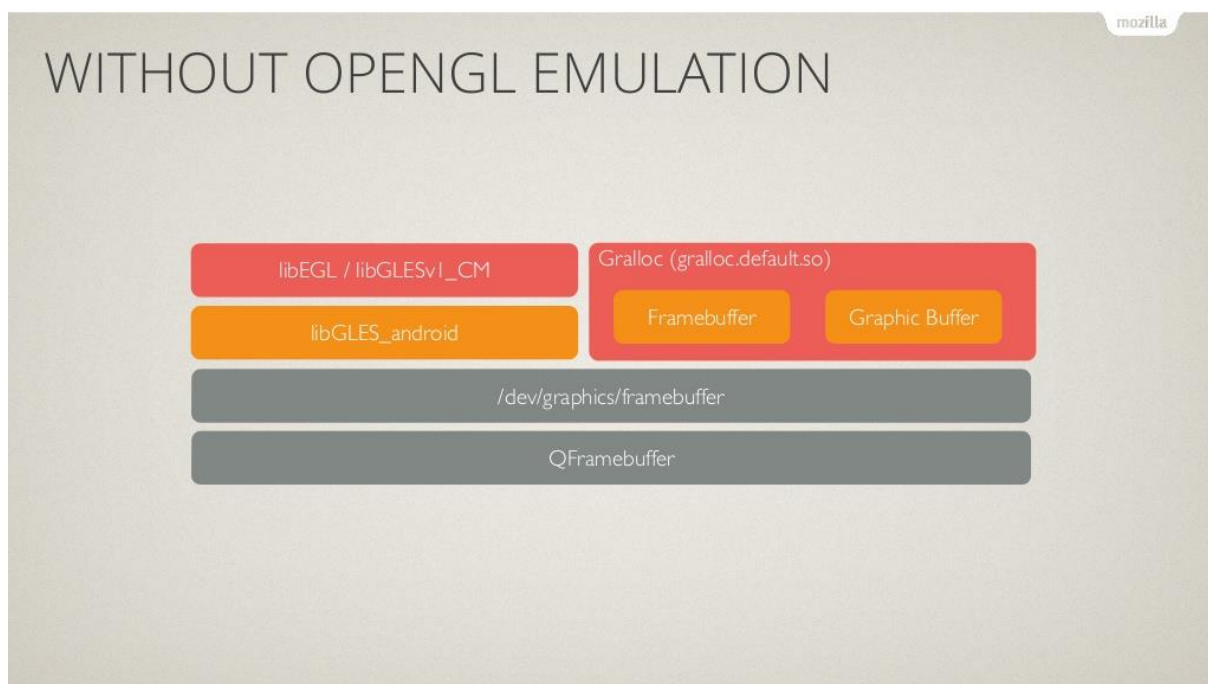 mozilla
WITHOUT OPENGL EMULATION
libEGL / libGLESv1_CM
Gralloc (gralloc.default.so)
Framebuffer
Graphic Buffer
libGLES_android
/dev/graphics/framebuffer
QFramebuffer